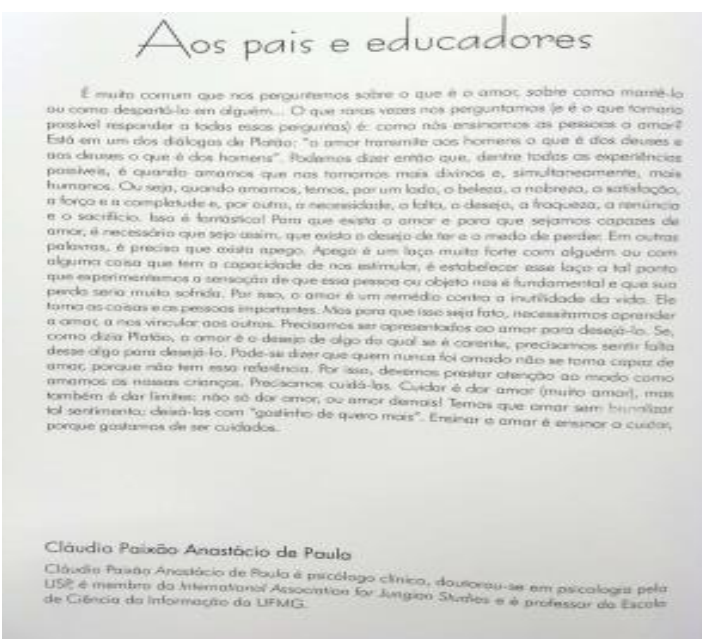 Aos pais e educadores
É muito comum que nos perguntemos sobre o que é o amor, sobre como mantê-lo
ou como despertá-lo em alguém... O que raras vezes nos perguntamos (e é o que tornaria
possível responder a todas essas perguntas) é: como nós ensinamos as pessoas a amar?
Está em um dos diálogos de Platão: "o amor transmite aos homens o que é dos deuses e
aos deuses o que é dos homens". Podemos dizer então que, dentre todas as experiências
possíveis, é quando amamos que nos tornamos mais divinos e, simultaneamente, mais
humanos. Ou seja, quando amamos, temos, por um lado, a beleza, a nobreza, a satisfação,
a força e a completude e, por outro, a necessidade, a falta, o desejo, a fraqueza, a renúncia
e o sacrifício. Isso é fantástico! Para que exista o amor e para que sejamos capazes de
amar, é necessário que seja assim, que exista o desejo de ter e o medo de perder. Em outras
palavras, é preciso que exista apego. Apego é um laço muito forte com alguém ou com
alguma coisa que tem a capacidade de nos estimular, é estabelecer esse laço a tal ponto
que experimentemos a sensação de que essa pessoa ou objeto nos é fundamental e que sua
perda seria muito sofrida. Por isso, o amor é um remédio contra a inutilidade da vida. Ele
torna as coisas e as pessoas importantes. Mas para que isso seja fato, necessitamos aprender
a amar, a nos vincular aos outros. Precisamos ser apresentados ao amor para desejá-lo. Se,
como dizia Platão, o amor é o desejo de algo do qual se é carente, precisamos sentir falta
desse algo para desejá-lo. Pode-se dizer que quem nunca foi amado não se torna capaz de
amar, porque não tem essa referência. Por isso, devemos prestar atenção ao modo como
amamos as nossas crianças. Precisamos cuidá-las. Cuidar é dar amor (muito amor), mas
também é dar limites: não só dar amor, ou amor demais! Temos que amar sem banalizar
tal sentimento; deixá-las com "gostinho de quero mais". Ensinar a amar é ensinar a cuidar,
porque gostamos de ser cuidados.
Cláudio Paixão Anastácio de Paula
Cláudio Paixão Anastácio de Paula é psicólogo clínico, doutorou-se em psicologia pela
USP, é membro da International Association for Jungian Studies e é professor da Escola
de Ciência da Informação da UFMG.